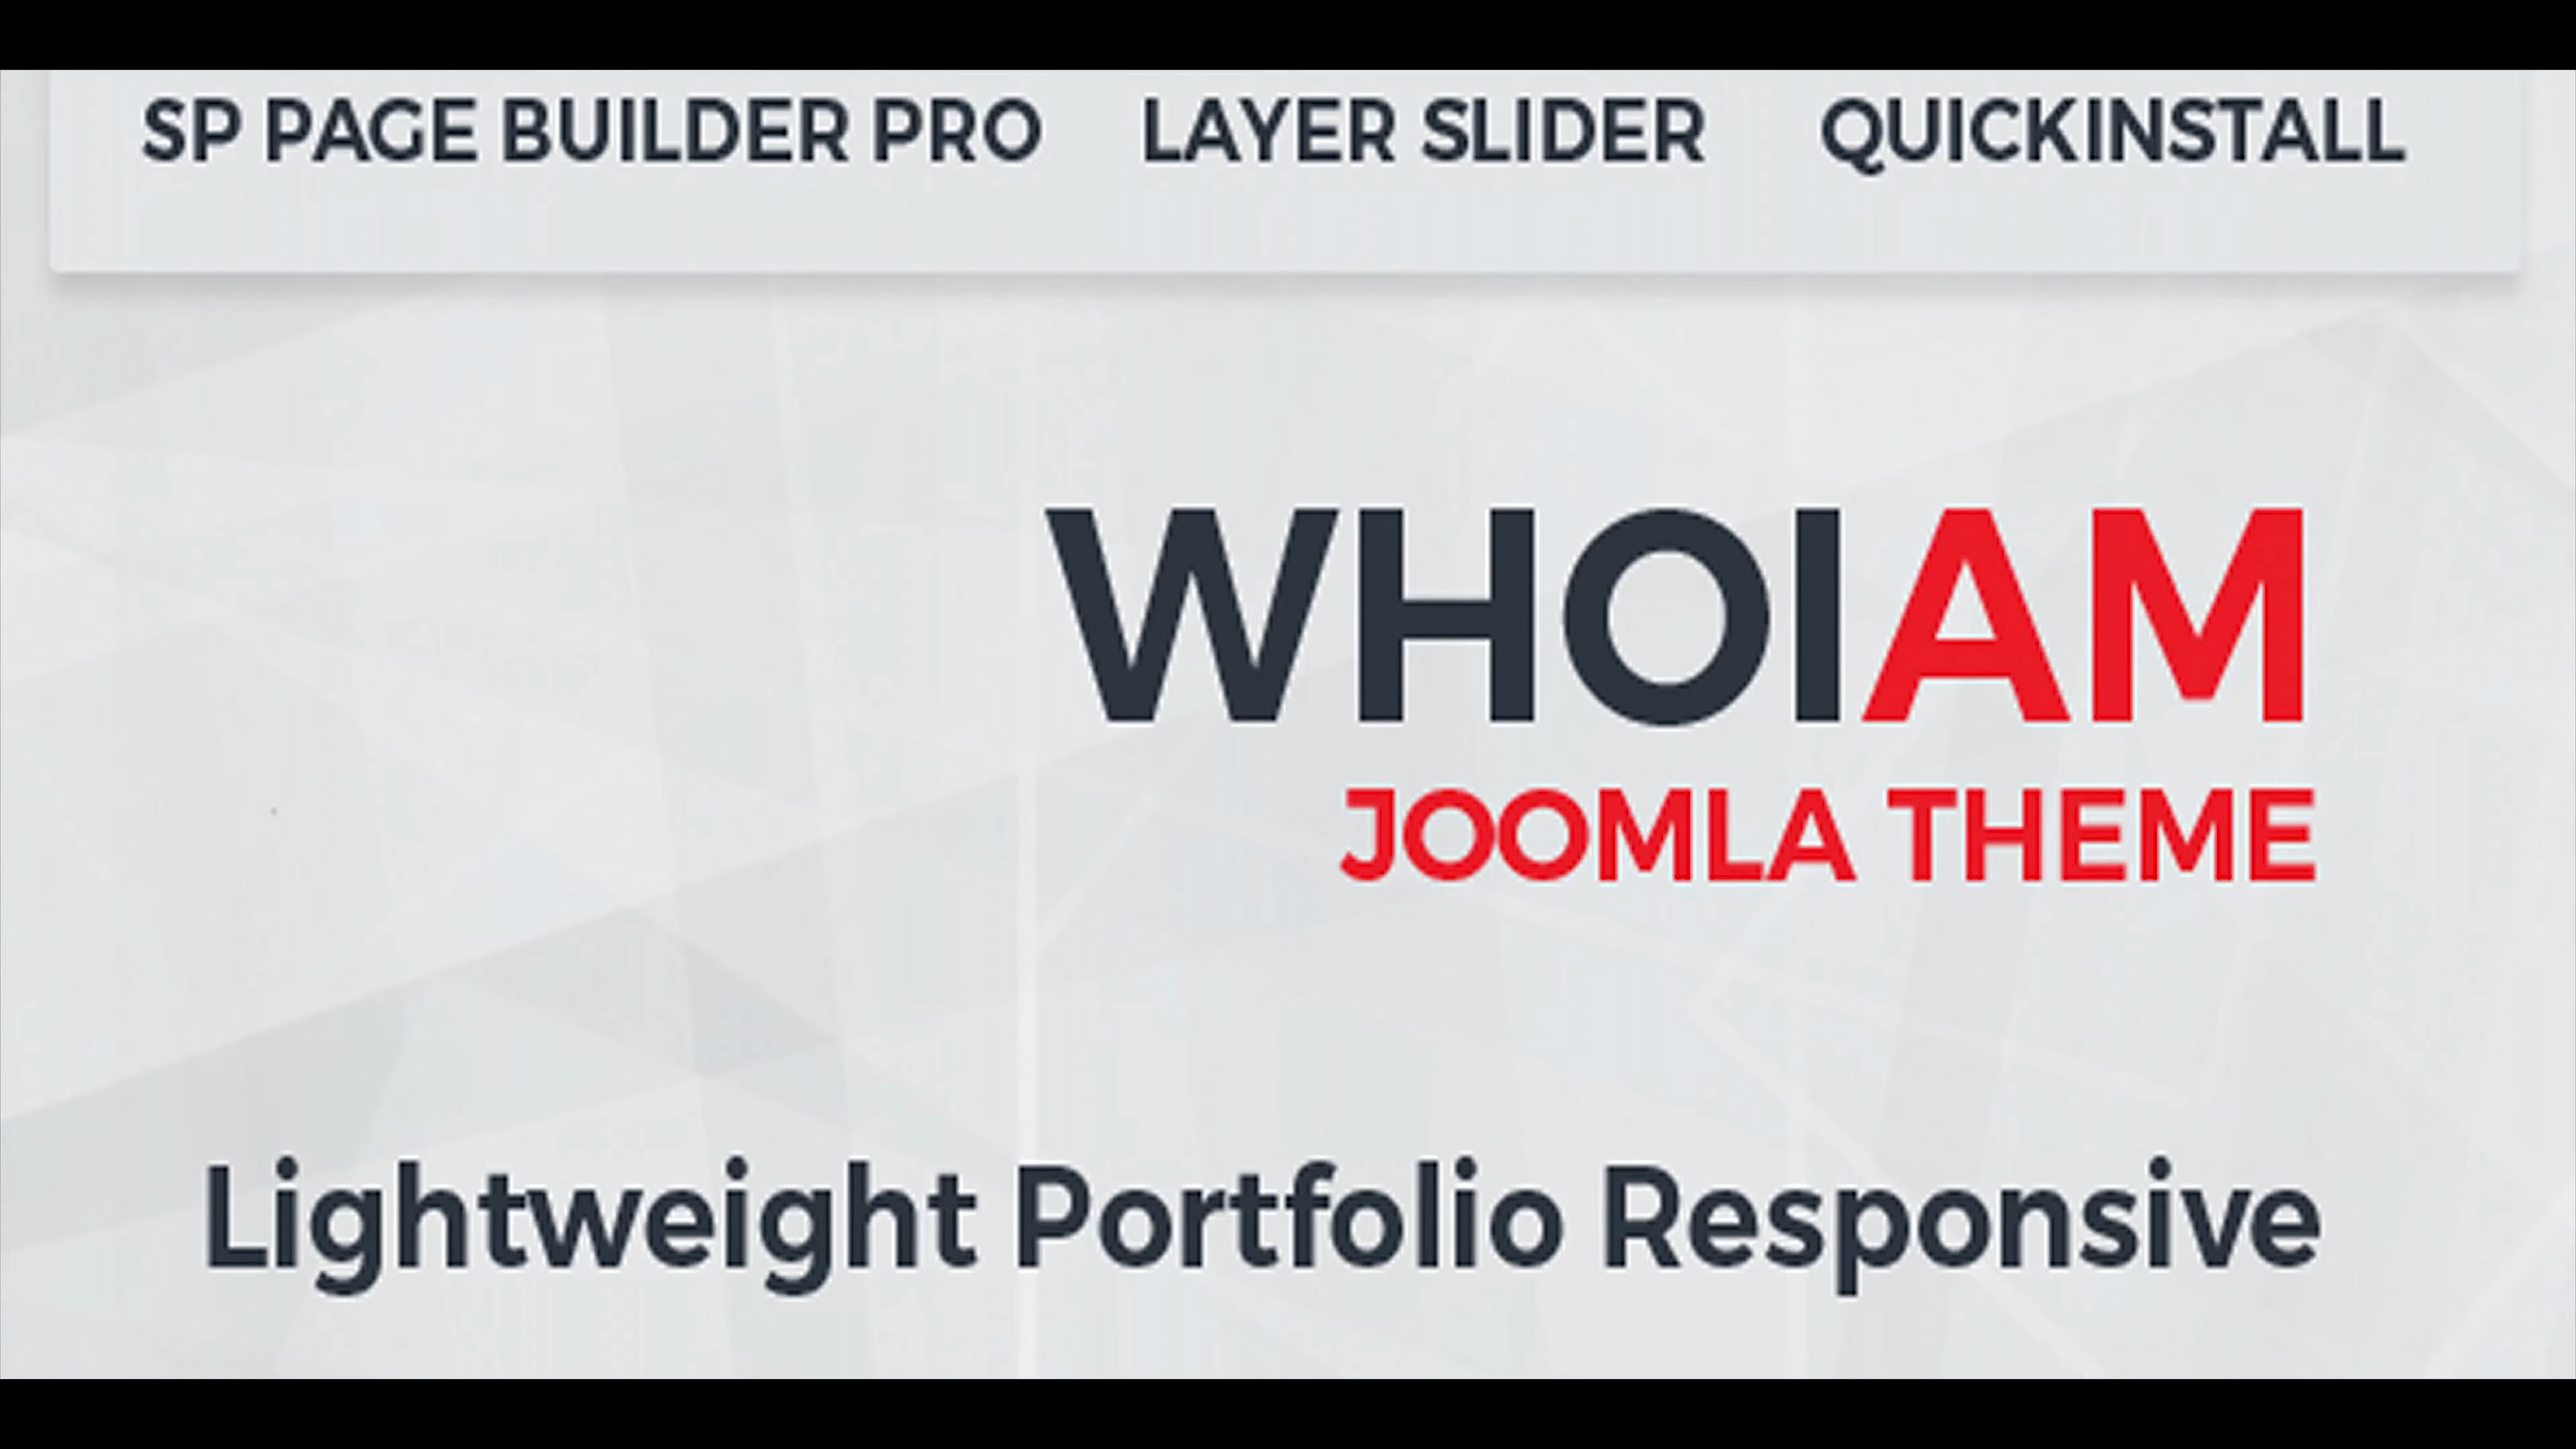 SP PAGE BUILDER PRO LAYER SLIDER QUICKINSTALL
WHOIAM
JOOMLA THEME
Lightweight Portfolio Responsive